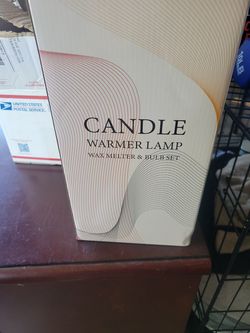 UNITED STATES
POSTAL SERVICE
CANDLE
WARMER LAMP
WAX MELTER & BULB SET